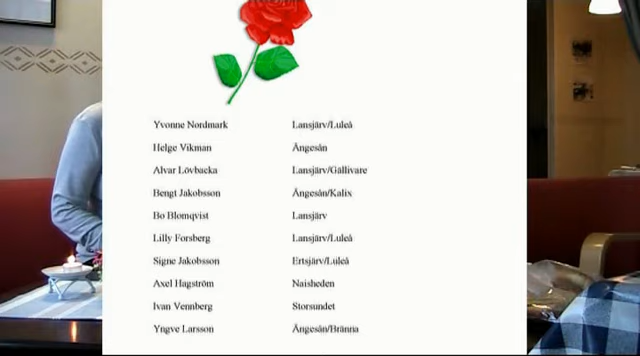 Yvonne Nordmark Lansjärv/Luleå
Helge Vikman Ängesån
Alvar Lövbacka Lansjärv/Gällivare
Bengt Jakobsson Ängesån/Kalix
Bo Blomqvist Lansjärv
Lilly Forsberg Lansjärv/Luleå
Signe Jakobsson Ertsjärv/Luleå
Axel Hagström Naisheden
Ivan Vennberg Storsundet
Yngve Larsson Ängesån/Bränna